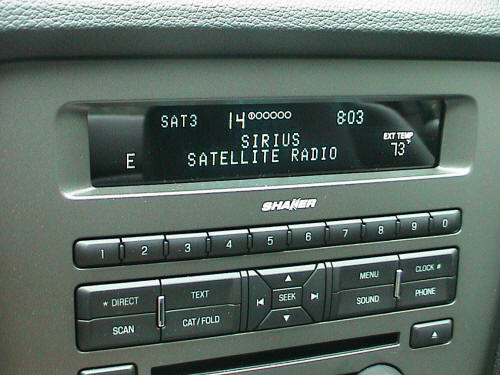 SAT3 14 8:03
EXT TEMP
SIRIUS
73°F
E SATELLITE RADIO
SHAKER
1 2 3 4 5 6 7 8 9 0
* DIRECT TEXT SEEK MENU CLOCK #
SCAN CAT/FOLD SOUND PHONE